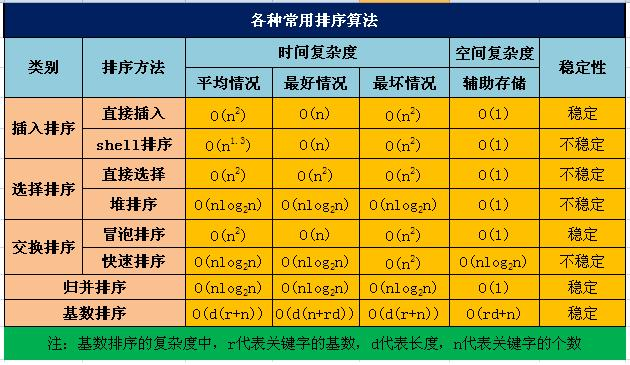 各种常用排序算法
类别 排序方法 时间复杂度 空间复杂度 稳定性
平均情况 最好情况 最坏情况 辅助存储
插入排序 直接插入 O(n²) O(n) O(n²) O(1) 稳定
shell排序 O(n¹·³) O(n) O(n²) O(1) 不稳定
选择排序 直接选择 O(n²) O(n²) O(n²) O(1) 不稳定
堆排序 O(nlog₂n) O(nlog₂n) O(nlog₂n) O(1) 不稳定
交换排序 冒泡排序 O(n²) O(n) O(n²) O(1) 稳定
快速排序 O(nlog₂n) O(nlog₂n) O(n²) O(nlog₂n) 不稳定
归并排序 O(nlog₂n) O(nlog₂n) O(nlog₂n) O(1) 稳定
基数排序 O(d(r+n)) O(d(n+rd)) O(d(r+n)) O(rd+n) 稳定
注：基数排序的复杂度中，r代表关键字的基数，d代表长度，n代表关键字的个数